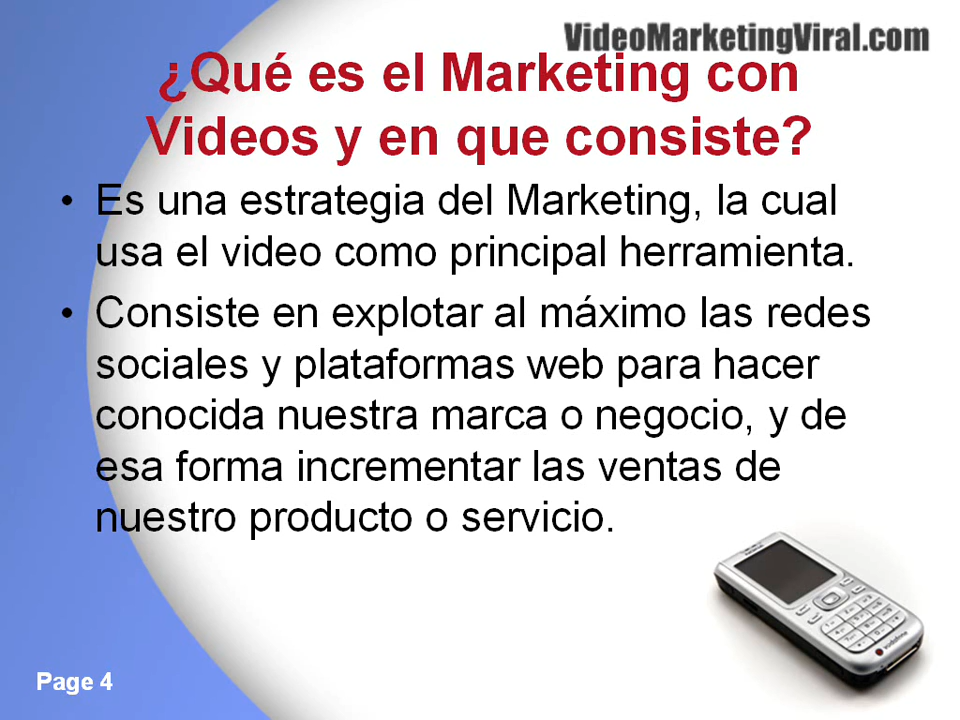 VideoMarketingViral.com
¿Qué es el Marketing con
Videos y en que consiste?
• Es una estrategia del Marketing, la cual
usa el video como principal herramienta.
• Consiste en explotar al máximo las redes
sociales y plataformas web para hacer
conocida nuestra marca o negocio, y de
esa forma incrementar las ventas de
nuestro producto o servicio.
vodafone
Page 4